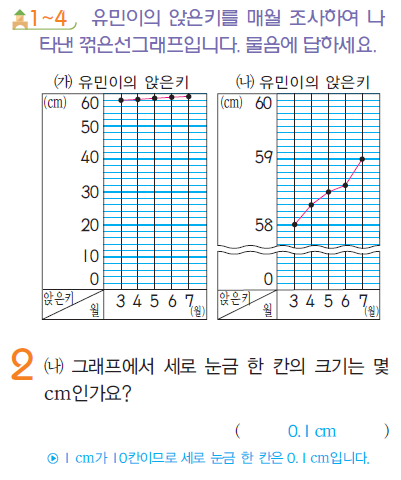 1~4 유민이의 앉은키를 매월 조사하여 나
타낸 꺾은선그래프입니다. 물음에 답하세요.
㈎ 유민이의 앉은키
(cm) 60
50
40
30
20
10
0
앉은키
월
3 4 5 6 7
(월)
㈏ 유민이의 앉은키
(cm) 60
59
58
0
앉은키
월
3 4 5 6 7
(월)
2 ㈏ 그래프에서 세로 눈금 한 칸의 크기는 몇
cm인가요?
( 0.1 cm )
▷ 1 cm가 10칸이므로 세로 눈금 한 칸은 0.1 cm입니다.